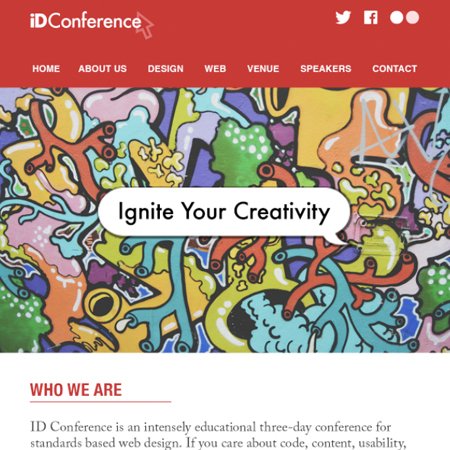 iDConference
HOME ABOUT US DESIGN WEB VENUE SPEAKERS CONTACT
Ignite Your Creativity
WHO WE ARE
ID Conference is an intensely educational three-day conference for
standards based web design. If you care about code, content, usability,